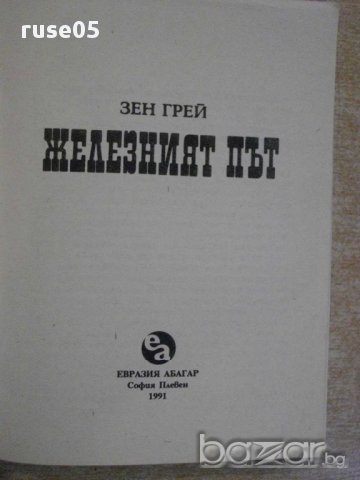 ruse05
ЗЕН ГРЕЙ
ЖЕЛЕЗНИЯТ ПЪТ
еа
ЕВРАЗИЯ АБАГАР
София Плевен
1991
bazar.bg